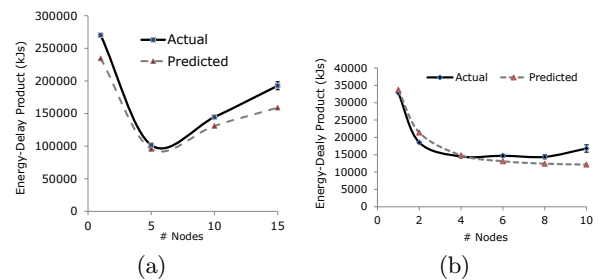 300000
250000
200000
150000
100000
50000
0
Energy-Delay Product (kJs)
Actual
Predicted
0 5 10 15
# Nodes
(a)
40000
35000
30000
25000
20000
15000
10000
5000
0
Energy-Dealy Product (kJs)
Actual Predicted
0 2 4 6 8 10
# Nodes
(b)